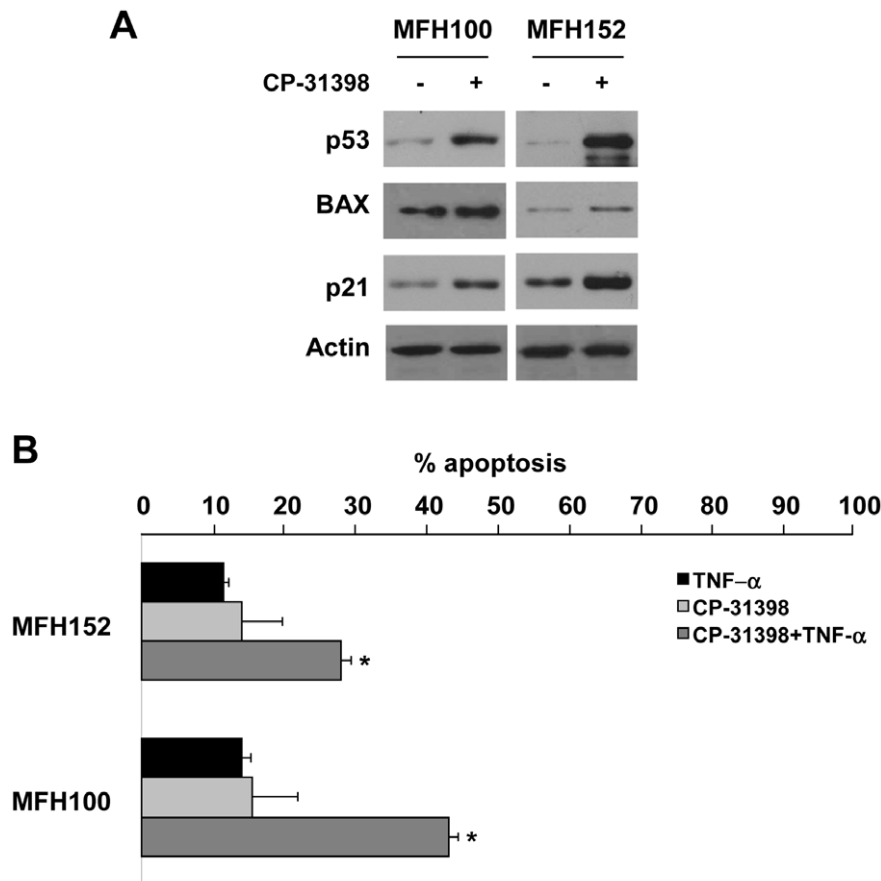 A
MFH100 MFH152
CP-31398 - + - +
p53
BAX
p21
Actin
B
% apoptosis
0 10 20 30 40 50 60 70 80 90 100
TNF-α
CP-31398
CP-31398+TNF-α
MFH152
*
MFH100
*